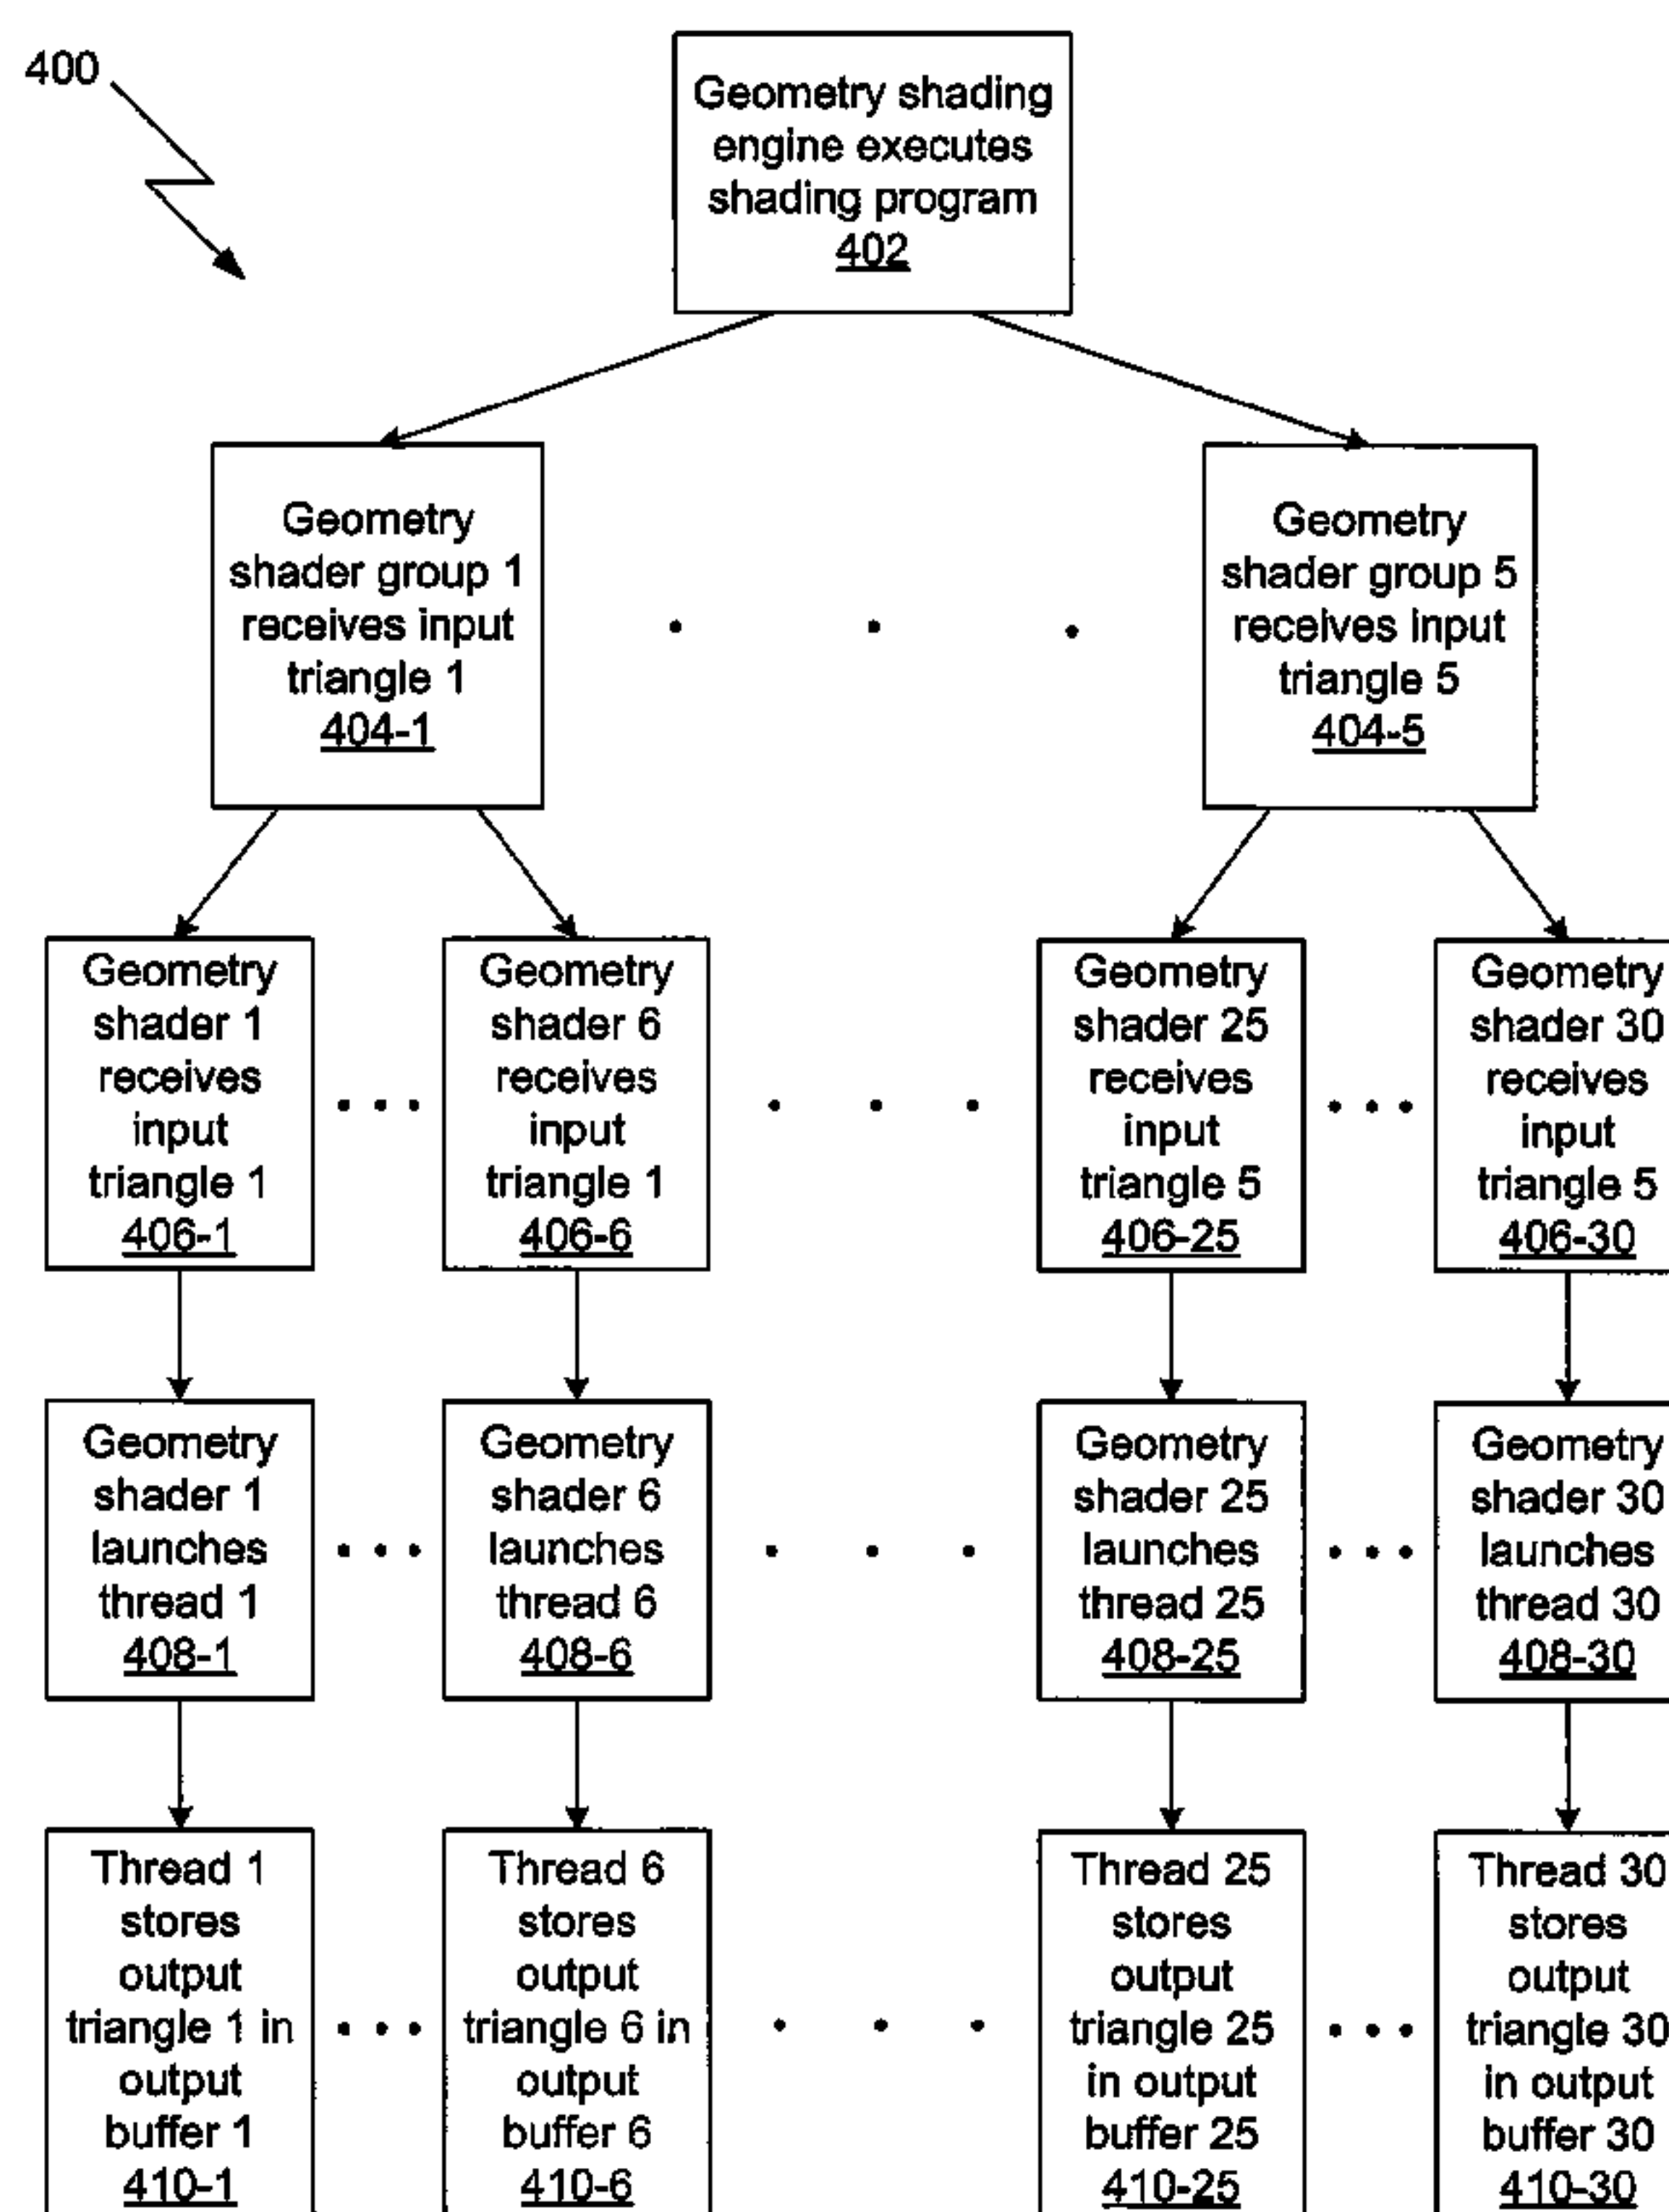 400
Geometry shading
engine executes
shading program
402
Geometry
shader group 1
receives input
triangle 1
404-1
Geometry
shader group 5
receives input
triangle 5
404-5
Geometry
shader 1
receives
input
triangle 1
406-1
Geometry
shader 6
receives
input
triangle 1
406-6
Geometry
shader 25
receives
input
triangle 5
406-25
Geometry
shader 30
receives
input
triangle 5
406-30
Geometry
shader 1
launches
thread 1
408-1
Geometry
shader 6
launches
thread 6
408-6
Geometry
shader 25
launches
thread 25
408-25
Geometry
shader 30
launches
thread 30
408-30
Thread 1
stores
output
triangle 1 in
output
buffer 1
410-1
Thread 6
stores
output
triangle 6 in
output
buffer 6
410-6
Thread 25
stores
output
triangle 25
in output
buffer 25
410-25
Thread 30
stores
output
triangle 30
in output
buffer 30
410-30